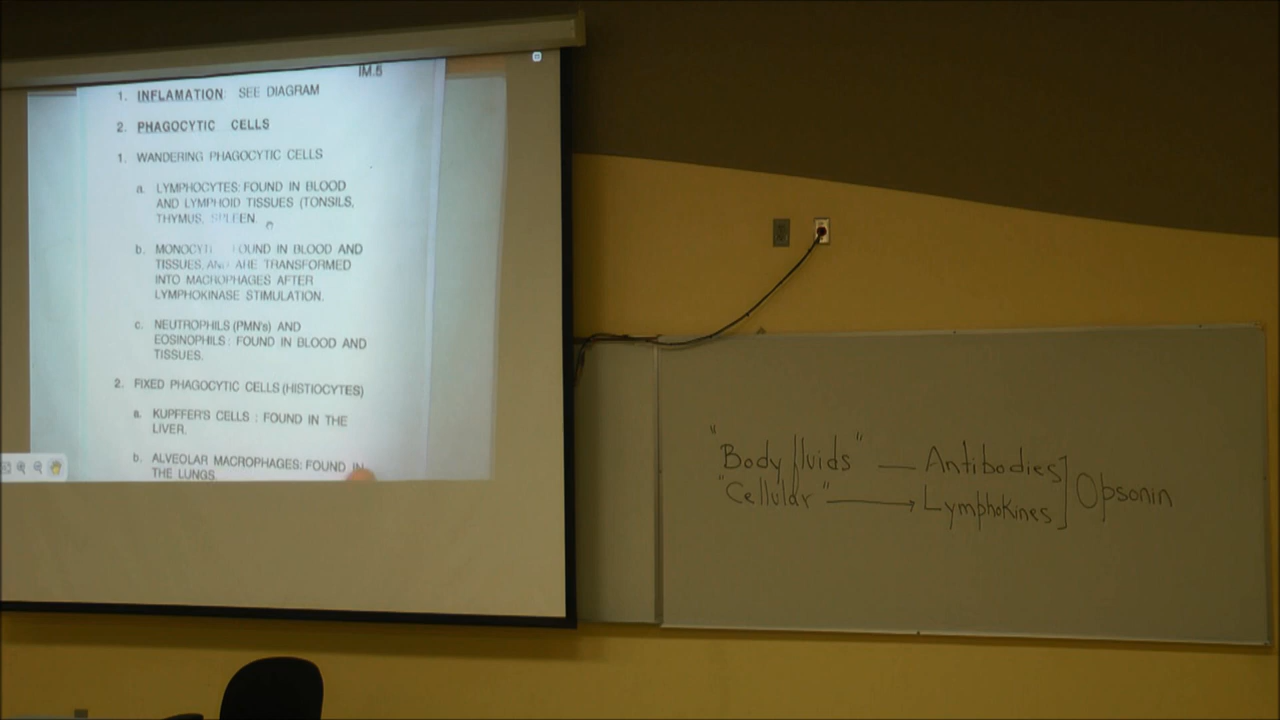 IM.5
1. INFLAMATION: SEE DIAGRAM
2. PHAGOCYTIC CELLS
1. WANDERING PHAGOCYTIC CELLS
a. LYMPHOCYTES: FOUND IN BLOOD
AND LYMPHOID TISSUES (TONSILS,
THYMUS, SPLEEN.
b. MONOCYT OUND IN BLOOD AND
TISSUES, AND ARE TRANSFORMED
INTO MACROPHAGES AFTER
LYMPHOKINASE STIMULATION.
c. NEUTROPHILS (PMN's) AND
EOSINOPHILS : FOUND IN BLOOD AND
TISSUES.
2. FIXED PHAGOCYTIC CELLS (HISTIOCYTES)
a. KUPFFER'S CELLS : FOUND IN THE
LIVER.
b. ALVEOLAR MACROPHAGES: FOUND IN
THE LUNGS.
"Body fluids" — Antibodies] Opsonin
"Cellular" → Lymphokines